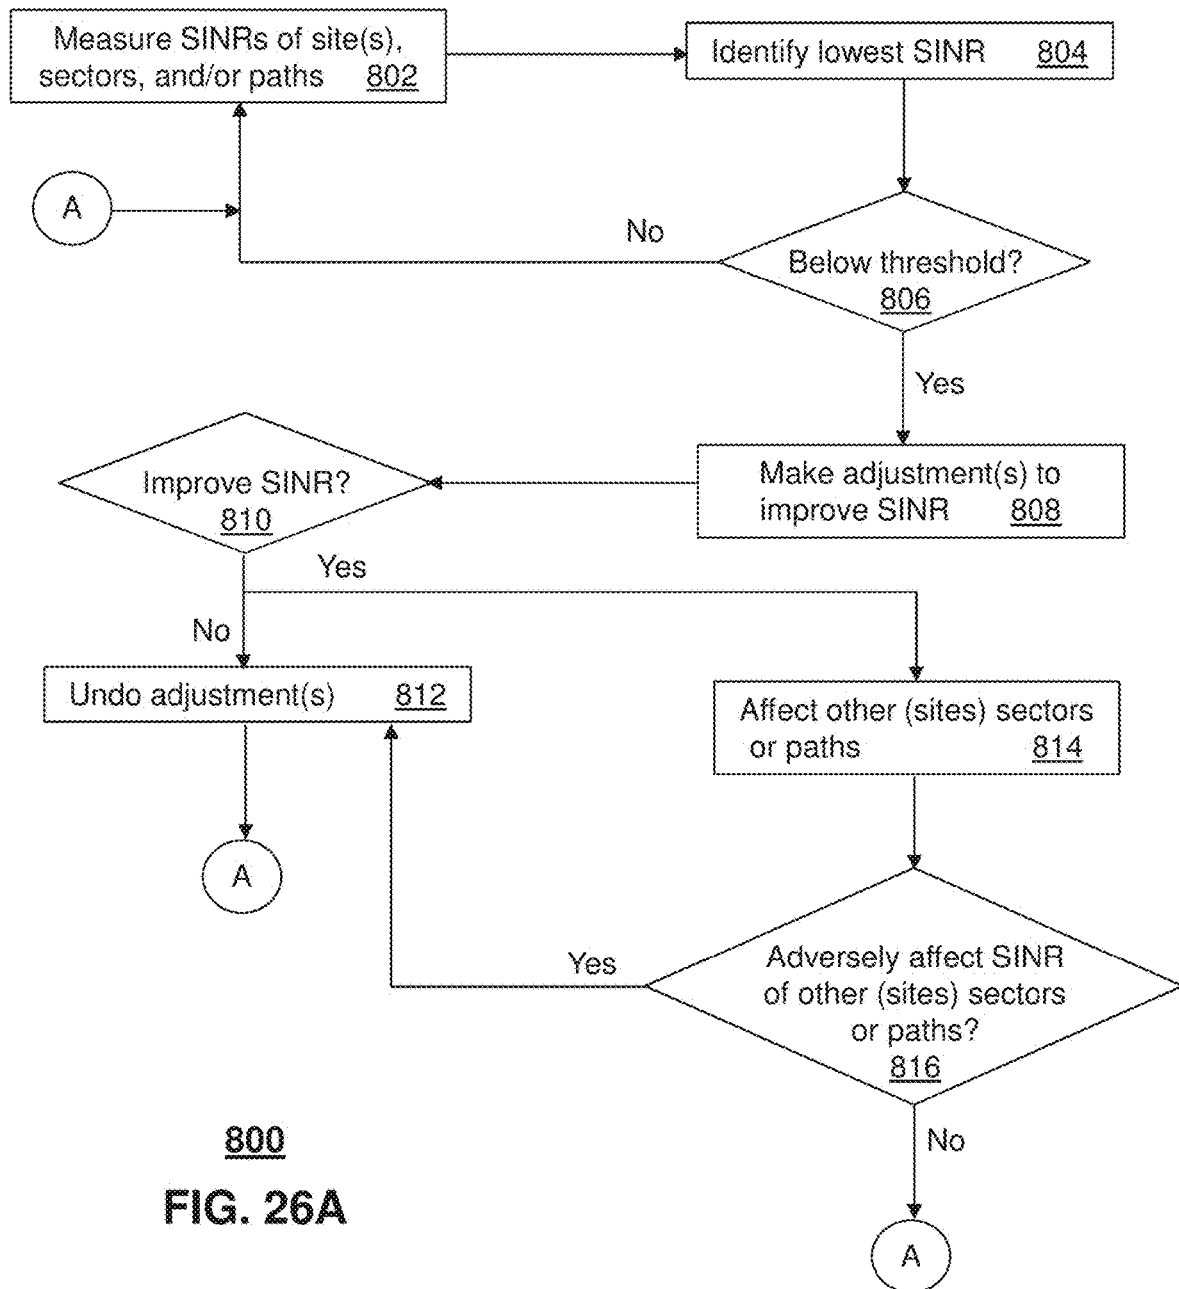 Measure SINRs of site(s),
sectors, and/or paths 802
Identify lowest SINR 804
A
No
Below threshold?
806
Yes
Improve SINR?
810
Make adjustment(s) to
improve SINR 808
Yes
No
Undo adjustment(s) 812
Affect other (sites) sectors
or paths 814
A
Yes
Adversely affect SINR
of other (sites) sectors
or paths?
816
No
800
FIG. 26A
A